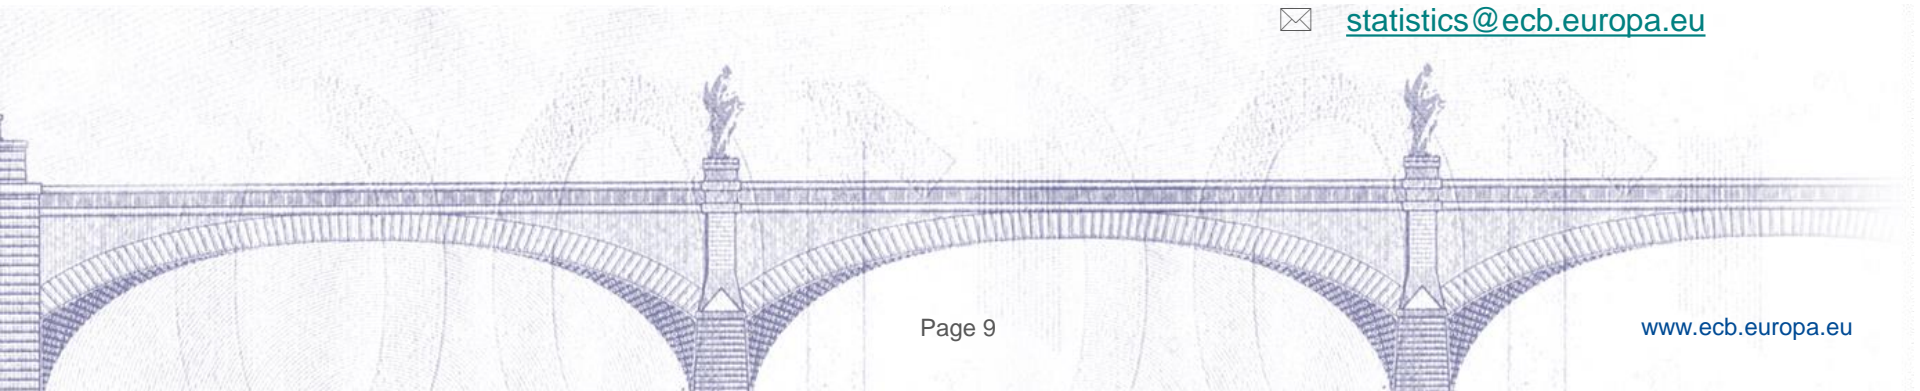 ✉ statistics@ecb.europa.eu
Page 9
www.ecb.europa.eu